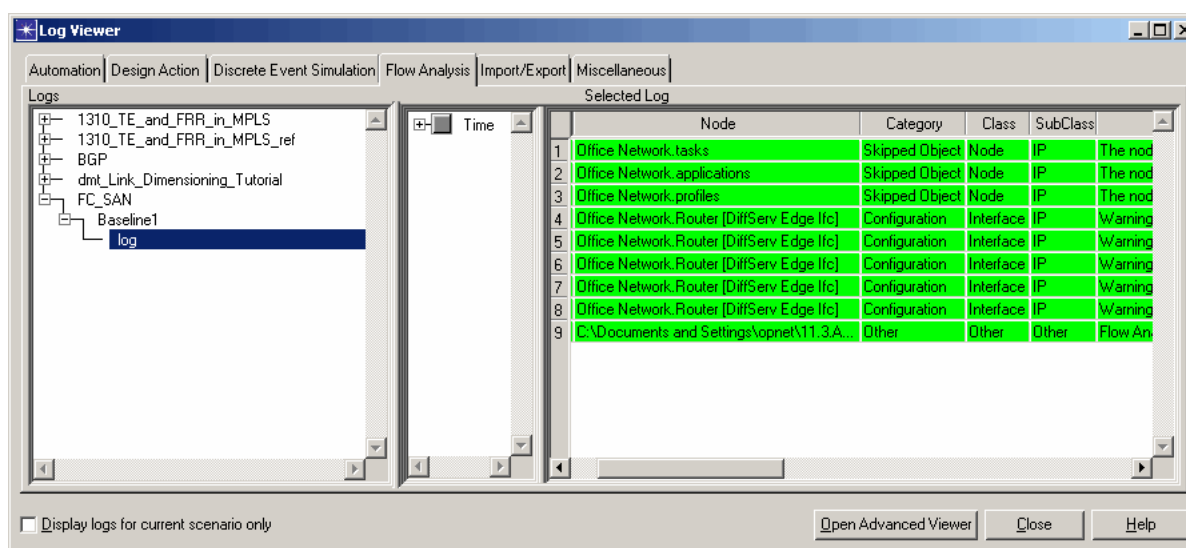 Log Viewer
Automation Design Action Discrete Event Simulation Flow Analysis Import/Export Miscellaneous
Logs Selected Log
1310_TE_and_FRR_in_MPLS
1310_TE_and_FRR_in_MPLS_ref
BGP
dmt_Link_Dimensioning_Tutorial
FC_SAN
Baseline1
log
Time
Node Category Class SubClass
1 Office Network.tasks Skipped Object Node IP The nod
2 Office Network.applications Skipped Object Node IP The nod
3 Office Network.profiles Skipped Object Node IP The nod
4 Office Network.Router [DiffServ Edge Ifc] Configuration Interface IP Warning
5 Office Network.Router [DiffServ Edge Ifc] Configuration Interface IP Warning
6 Office Network.Router [DiffServ Edge Ifc] Configuration Interface IP Warning
7 Office Network.Router [DiffServ Edge Ifc] Configuration Interface IP Warning
8 Office Network.Router [DiffServ Edge Ifc] Configuration Interface IP Warning
9 C:\Documents and Settings\opnet\11.3.A... Other Other Other Flow An
Display logs for current scenario only
Open Advanced Viewer Close Help